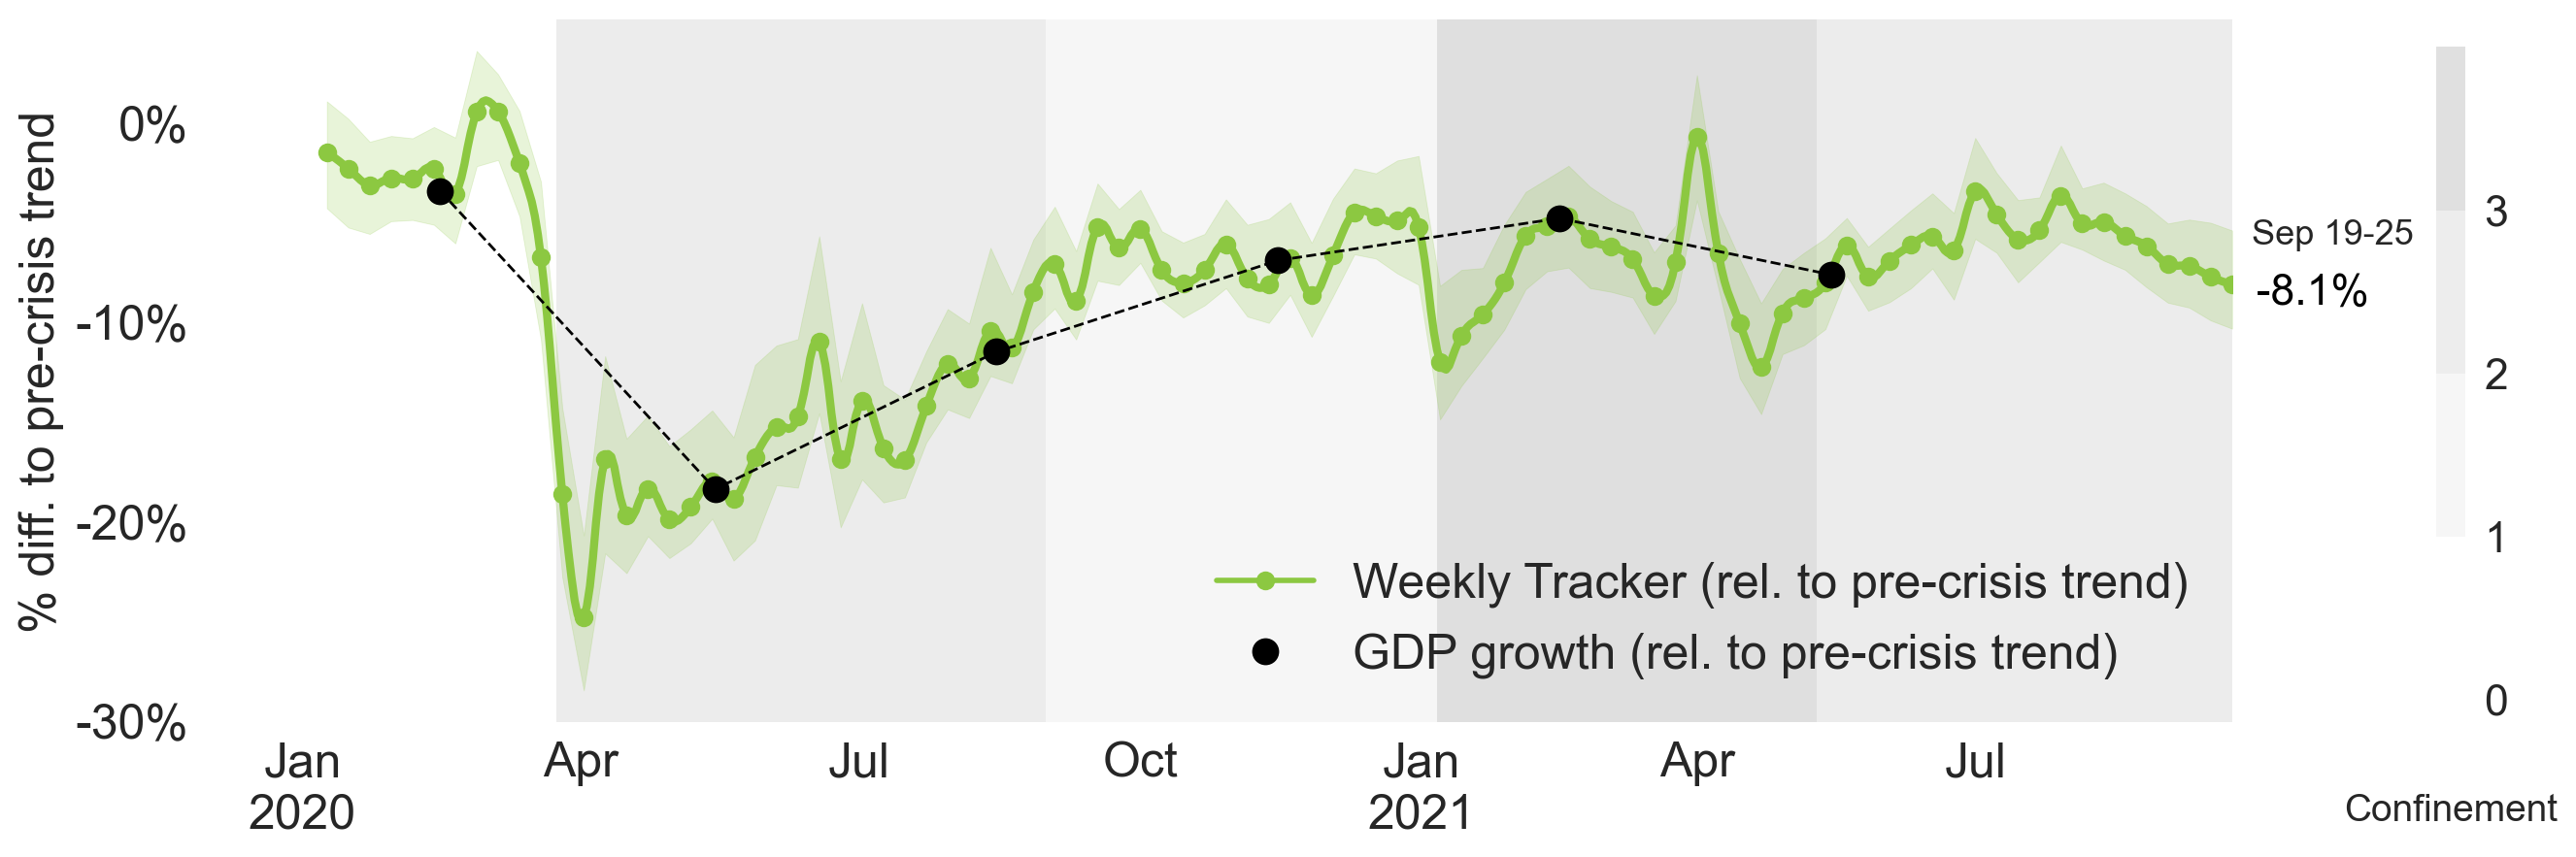 % diff. to pre-crisis trend
0%
-10%
-20%
-30%
Jan
2020
Apr
Jul
Oct
Jan
2021
Apr
Jul
Weekly Tracker (rel. to pre-crisis trend)
GDP growth (rel. to pre-crisis trend)
Sep 19-25
-8.1%
3
2
1
0
Confinement